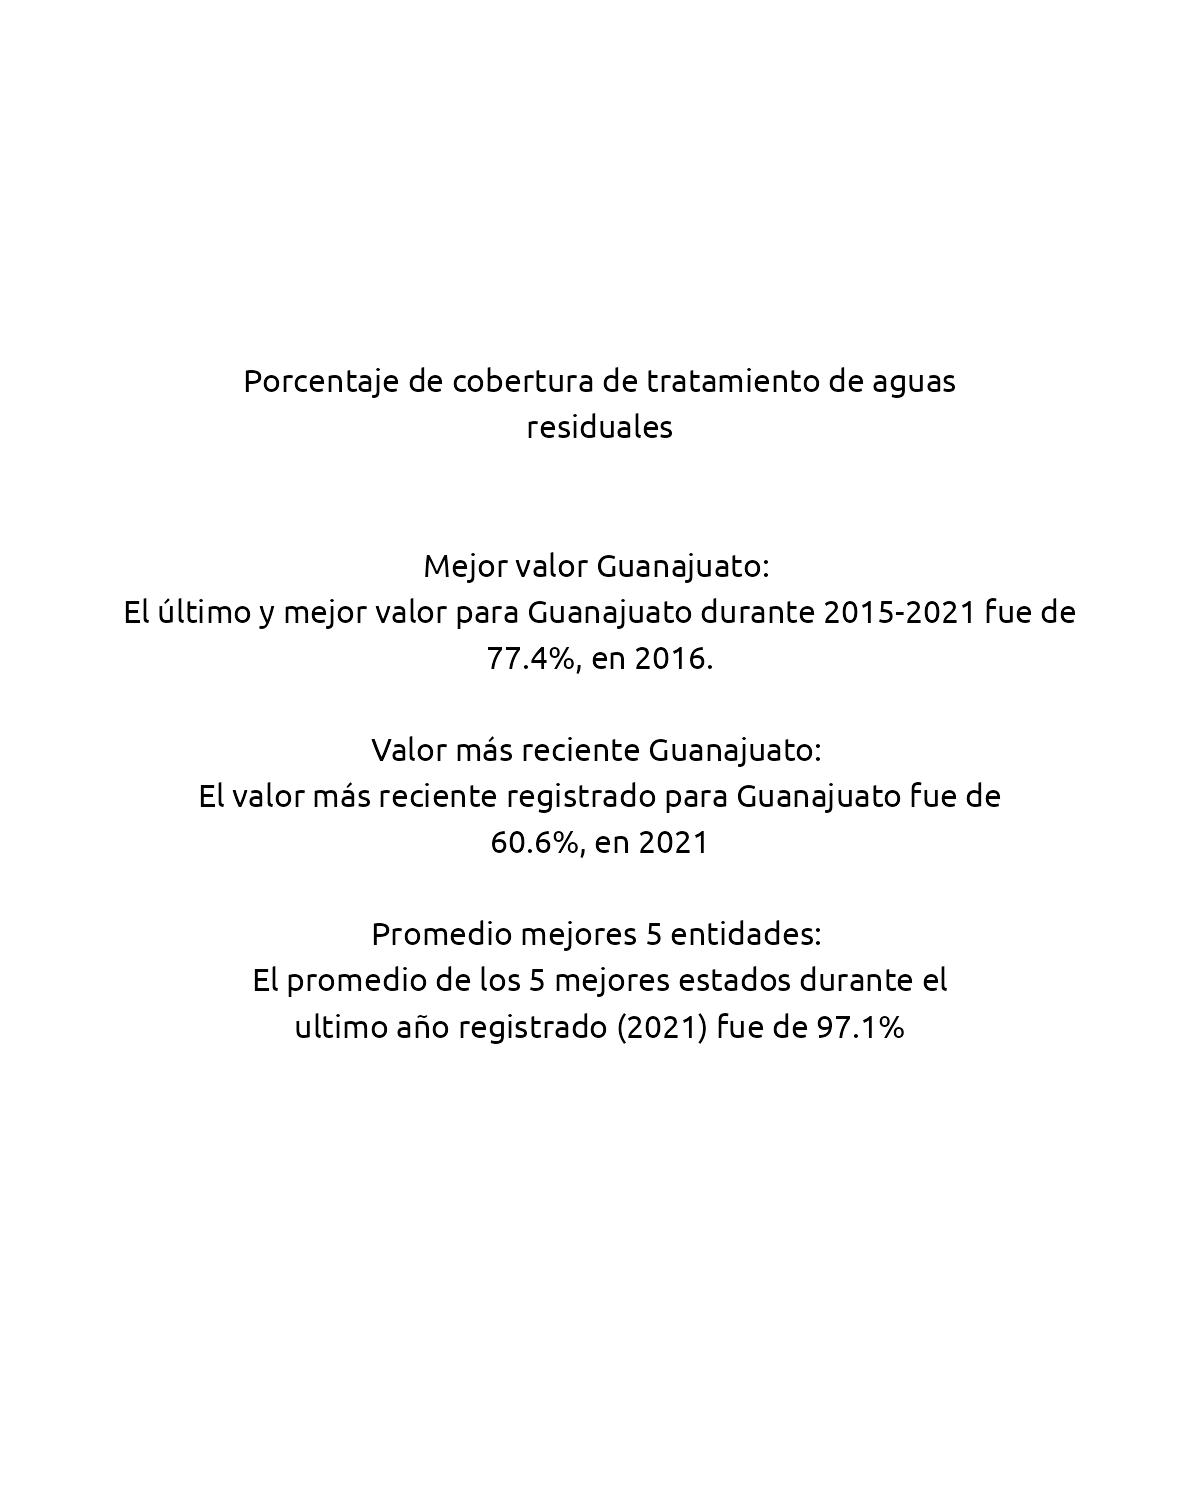 Porcentaje de cobertura de tratamiento de aguas
residuales
Mejor valor Guanajuato:
El último y mejor valor para Guanajuato durante 2015-2021 fue de
77.4%, en 2016.
Valor más reciente Guanajuato:
El valor más reciente registrado para Guanajuato fue de
60.6%, en 2021
Promedio mejores 5 entidades:
El promedio de los 5 mejores estados durante el
ultimo año registrado (2021) fue de 97.1%